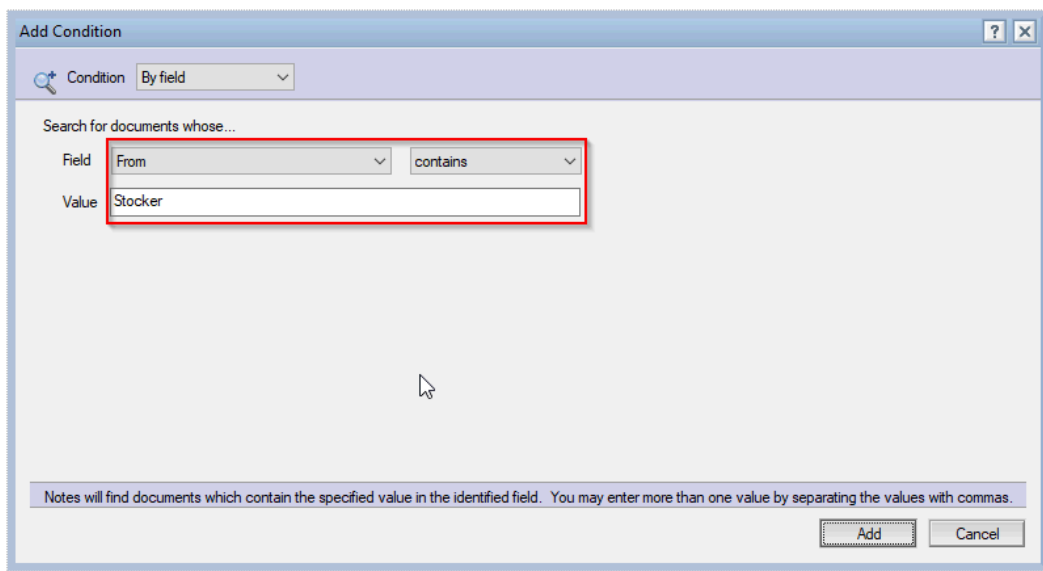 Add Condition ?
Condition By field
Search for documents whose...
Field From contains
Value Stocker
Notes will find documents which contain the specified value in the identified field. You may enter more than one value by separating the values with commas.
Add Cancel